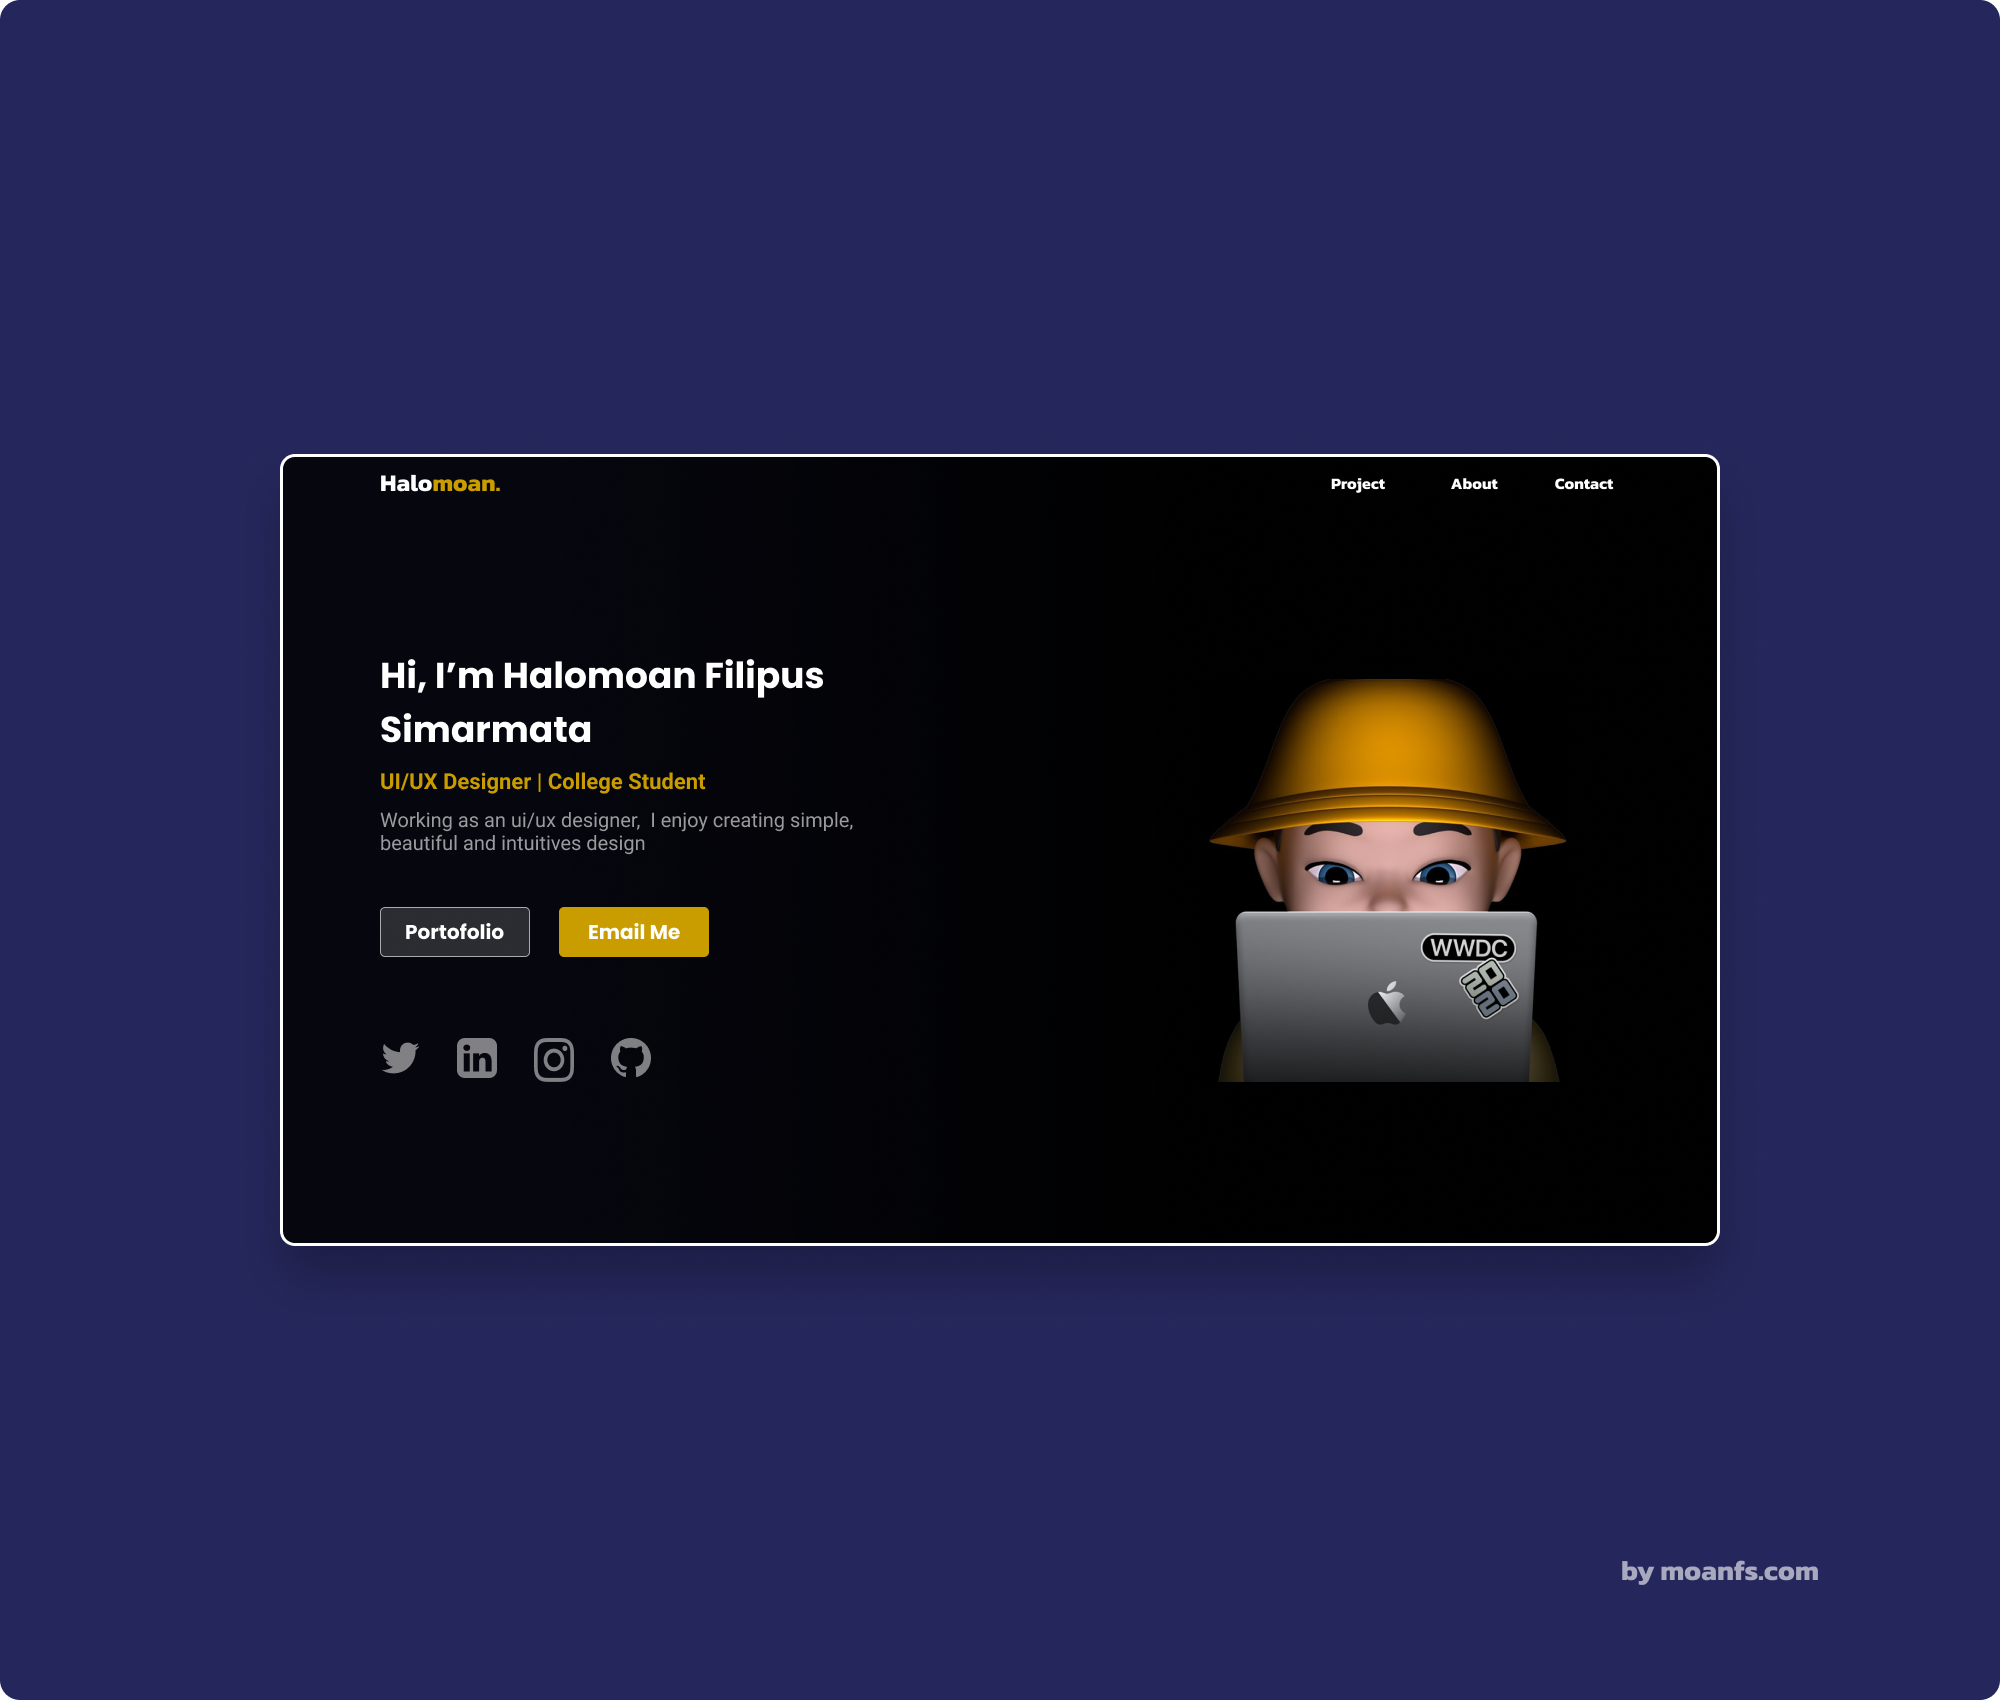 Halomoan.
Project About Contact
Hi, I’m Halomoan Filipus
Simarmata
UI/UX Designer | College Student
Working as an ui/ux designer,  I enjoy creating simple,
beautiful and intuitives design
Portofolio Email Me
in
WWDC
2020
by moanfs.com